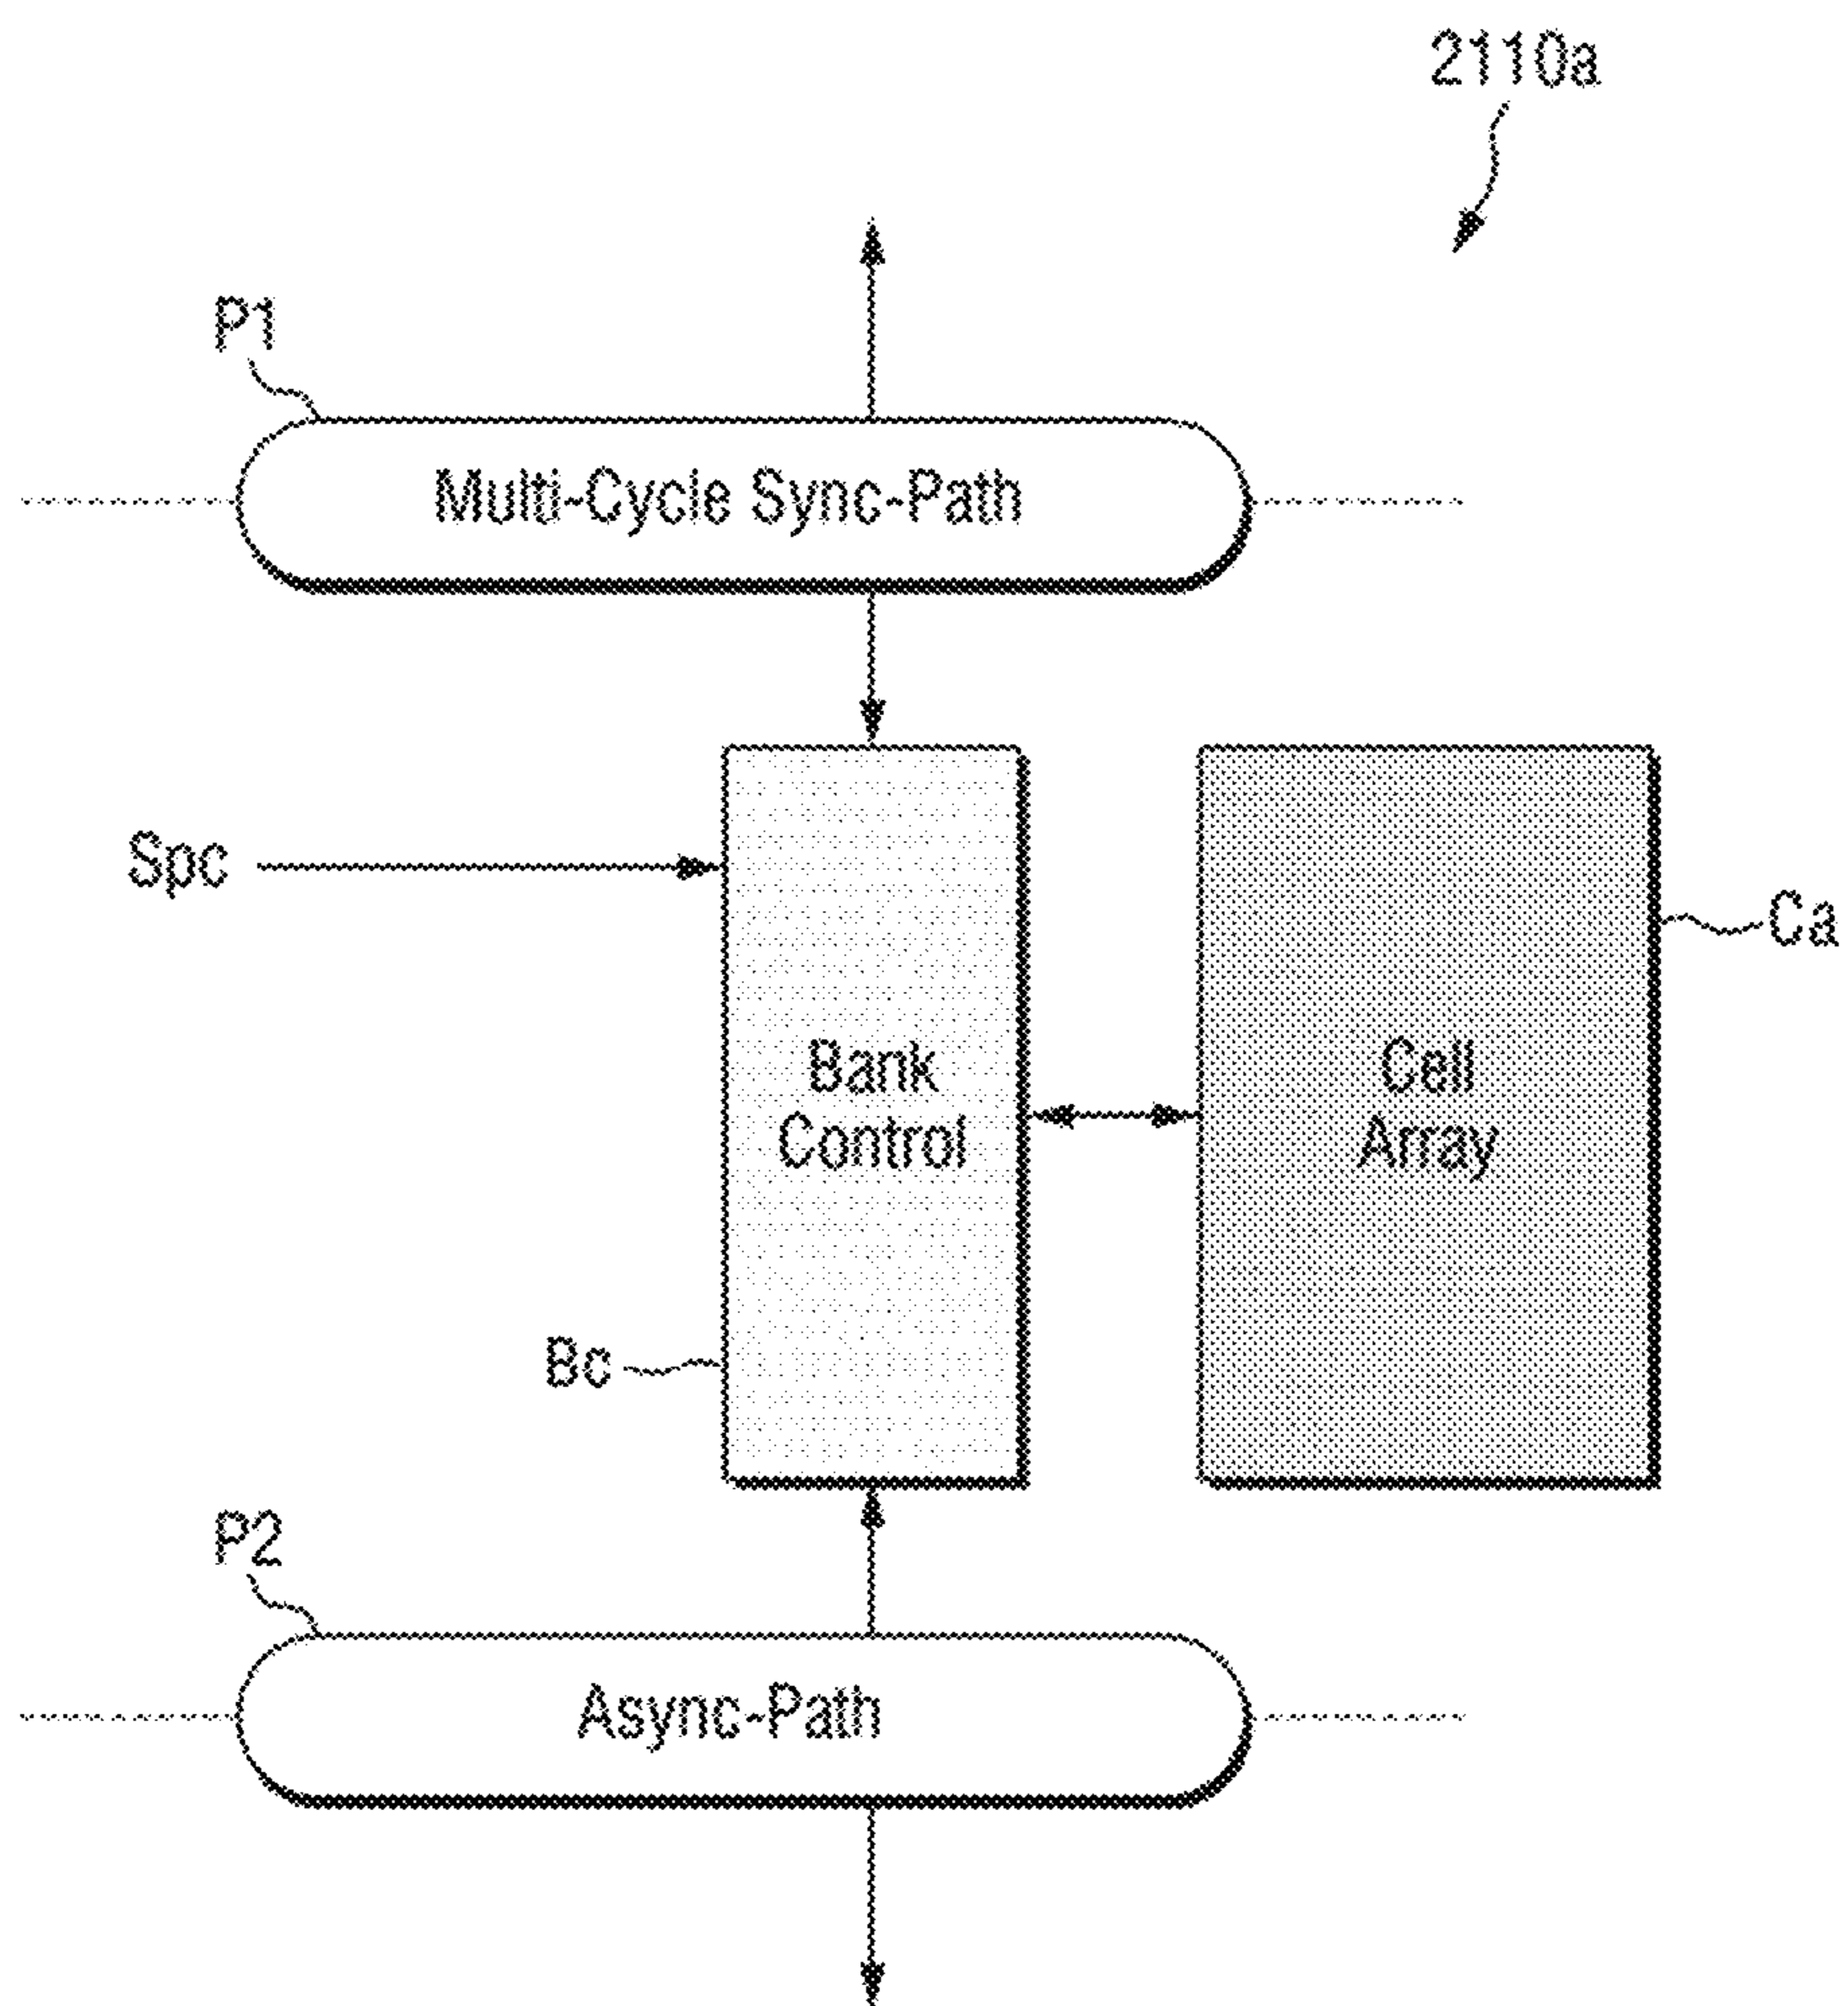 2110a
P1
Multi-Cycle Sync-Path
Spc
Ca
Bank
Control
Cell
Array
Bc
P2
Async-Path